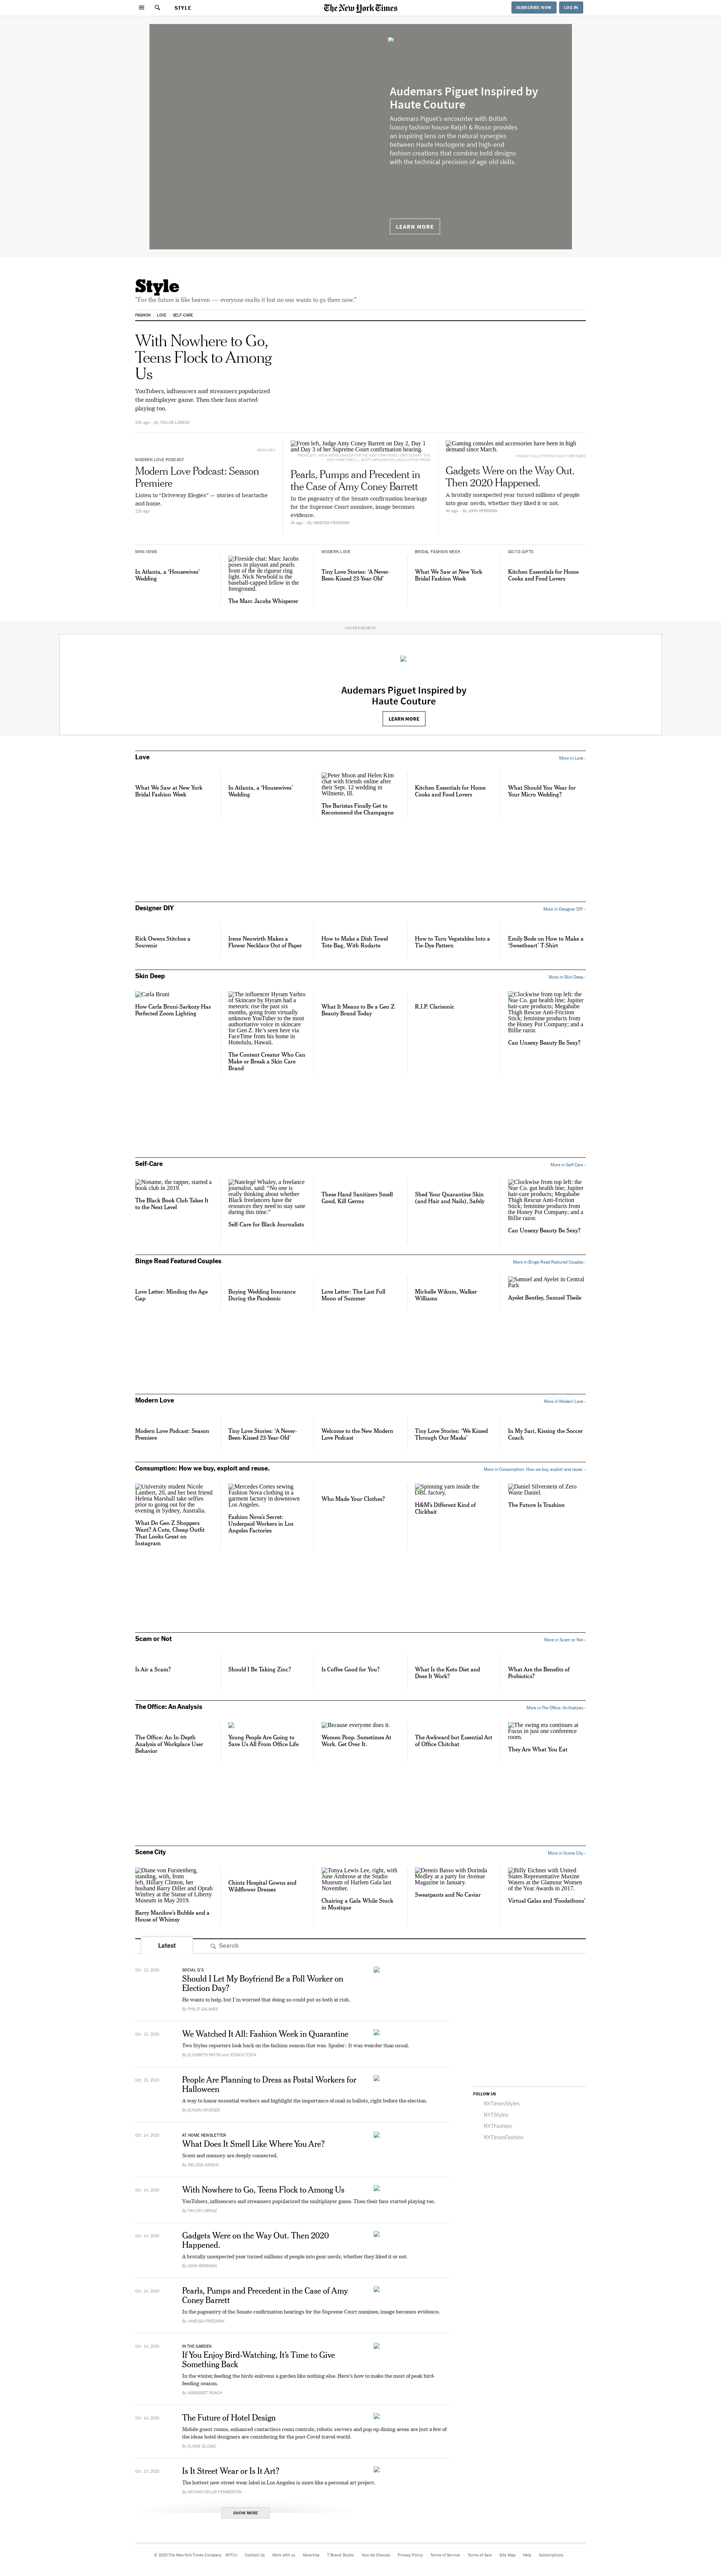 STYLE
The New York Times
SUBSCRIBE NOW
LOG IN
Audemars Piguet Inspired by
Haute Couture
Audemars Piguet's encounter with British
luxury fashion house Ralph & Russo provides
an inspiring lens on the natural synergies
between Haute Horlogerie and high-end
fashion creations that combine bold designs
with the technical precision of age-old skills.
LEARN MORE
Style
"For the future is like heaven — everyone exalts it but no one wants to go there now."
FASHION
LOVE
SELF-CARE
With Nowhere to Go,
Teens Flock to Among
Us
YouTubers, influencers and streamers popularized
the multiplayer game. Then their fans started
playing too.
By TAYLOR LORENZ
BRIAN REA
MODERN LOVE PODCAST
Modern Love Podcast: Season
Premiere
Listen to "Driveway Elegies" — stories of heartache
and home.
From left, Judge Amy Coney Barrett on Day 2, Day 1
and Day 3 of her Supreme Court confirmation hearing.
Pearls, Pumps and Precedent in
the Case of Amy Coney Barrett
In the pageantry of the Senate confirmation hearings
for the Supreme Court nominee, image becomes
evidence.
4h ago - By VANESSA FRIEDMAN
Gaming consoles and accessories have been in high
demand since March.
Gadgets Were on the Way Out.
Then 2020 Happened.
A brutally unexpected year turned millions of people
into gear nerds, whether they liked it or not.
4h ago - By JOHN HERRMAN
MINI-VOWS
In Atlanta, a 'Housewives'
Wedding
Fireside chat: Marc Jacobs
poses in playsuit and pearls
front of the de rigueur ring
light. Nick Newbold is the
baseball-capped fellow in the
foreground.
The Marc Jacobs Whisperer
MODERN LOVE
Tiny Love Stories: 'A Never-
Been-Kissed 23-Year-Old'
BRIDAL FASHION WEEK
What We Saw at New York
Bridal Fashion Week
GO-TO-GIFTS
Kitchen Essentials for Home
Cooks and Food Lovers
ADVERTISEMENT
Audemars Piguet Inspired by
Haute Couture
LEARN MORE
Love
More in Love ›
What We Saw at New York
Bridal Fashion Week
In Atlanta, a 'Housewives'
Wedding
Peter Moon and Helen Kim
chat with friends online after
their Sept. 12 wedding in
Wilmette, Ill.
The Baristas Finally Get to
Recommend the Champagne
Kitchen Essentials for Home
Cooks and Food Lovers
What Should You Wear for
Your Micro Wedding?
Designer DIY
More in Designer DIY ›
Rick Owens Stitches a
Souvenir
Irene Neuwirth Makes a
Flower Necklace Out of Paper
How to Make a Dish Towel
Tote Bag, With Rodarte
How to Turn Vegetables Into a
Tie-Dye Pattern
Emily Bode on How to Make a
'Sweetheart' T-Shirt
Skin Deep
More in Skin Deep ›
Carla Bruni
How Carla Bruni-Sarkozy Has
Perfected Zoom Lighting
The influencer Hyram Yarbro
of Skincare by Hyram had a
meteoric rise the past six
months, going from virtually
unknown YouTuber to the most
authoritative voice in skincare
for Gen Z. He's seen here via
FaceTime from his home in
Honolulu, Hawaii.
The Content Creator Who Can
Make or Break a Skin Care
Brand
What It Means to Be a Gen Z
Beauty Brand Today
R.I.P. Clarisonic
Clockwise from top left: the
Nue Co. gut health line; Jupiter
hair-care products; Megababe
Thigh Rescue Anti-Friction
Stick; feminine products from
the Honey Pot Company; and a
Billie razor.
Can Unsexy Beauty Be Sexy?
Self-Care
More in Self-Care ›
Noname, the rapper, started a
book club in 2019.
The Black Book Club Takes It
to the Next Level
Natelegé Whaley, a freelance
journalist, said: "No one is
really thinking about whether
Black freelancers have the
resources they need to stay sane
during this time."
Self-Care for Black Journalists
These Hand Sanitizers Smell
Good, Kill Germs
Shed Your Quarantine Skin
(and Hair and Nails), Safely
Clockwise from top left: the
Nue Co. gut health line; Jupiter
hair-care products; Megababe
Thigh Rescue Anti-Friction
Stick; feminine products from
the Honey Pot Company; and a
Billie razor.
Can Unsexy Beauty Be Sexy?
Binge Read Featured Couples
More in Binge Read Featured Couples ›
Love Letter: Minding the Age
Gap
Buying Wedding Insurance
During the Pandemic
Love Letter: The Last Full
Moon of Summer
Michelle Wikum, Walker
Williams
Samuel and Ayelet in Central
Park
Ayelet Bentley, Samuel Theile
Modern Love
More in Modern Love ›
Modern Love Podcast: Season
Premiere
Tiny Love Stories: 'A Never-
Been-Kissed 23-Year-Old'
Welcome to the New Modern
Love Podcast
Tiny Love Stories: 'We Kissed
Through Our Masks'
In My Sari, Kissing the Soccer
Coach
Consumption: How we buy, exploit and reuse.
More in Consumption: How we buy, exploit and reuse. ›
University student Nicole
Lambert, 20, and her best friend
Helena Marshall take selfies
prior to going out for the
evening in Sydney, Australia.
What Do Gen Z Shoppers
Want? A Cute, Cheap Outfit
That Looks Great on
Instagram
Mercedes Cortes sewing
Fashion Nova clothing in a
garment factory in downtown
Los Angeles.
Fashion Nova's Secret:
Underpaid Workers in Los
Angeles Factories
Who Made Your Clothes?
Spinning yarn inside the
DBL factory.
H&M's Different Kind of
Clickbait
Daniel Silverstein of Zero
Waste Daniel.
The Future Is Trashion
Scam or Not
More in Scam or Not ›
Is Air a Scam?
Should I Be Taking Zinc?
Is Coffee Good for You?
What Is the Keto Diet and
Does It Work?
What Are the Benefits of
Probiotics?
The Office: An Analysis
More in The Office: An Analysis ›
The Office: An In-Depth
Analysis of Workplace User
Behavior
Young People Are Going to
Save Us All From Office Life
Because everyone does it.
Women Poop. Sometimes At
Work. Get Over It.
The Awkward but Essential Art
of Office Chitchat
The swing era continues at
Focus in just one conference
room.
They Are What You Eat
Scene City
More in Scene City ›
Diane von Furstenberg,
standing, with, from
left, Hillary Clinton, her
husband Barry Diller and Oprah
Winfrey at the Statue of Liberty
Museum in May 2019.
Barry Manilow's Bubble and a
House of Whimsy
Chintz Hospital Gowns and
Wildflower Dresses
Tonya Lewis Lee, right, with
June Ambrose at the Studio
Museum of Harlem Gala last
November.
Chairing a Gala While Stuck
in Mustique
Dennis Basso with Dorinda
Medley at a party for Avenue
Magazine in January.
Sweatpants and No Caviar
Billy Eichner with United
States Representative Maxine
Waters at the Glamour Women
of the Year Awards in 2017.
Virtual Galas and 'Foodathons'
Latest
Search
Oct. 15, 2020
SOCIAL Q'S
Should I Let My Boyfriend Be a Poll Worker on
Election Day?
He wants to help, but I'm worried that doing so could put us both at risk.
By PHILIP GALANES
Oct. 15, 2020
We Watched It All: Fashion Week in Quarantine
Two Styles reporters look back on the fashion season that was. Spoiler: It was weirder than usual.
By ELIZABETH PATON and JESSICA TESTA
Oct. 15, 2020
People Are Planning to Dress as Postal Workers for
Halloween
A way to honor essential workers and highlight the importance of mail in ballots, right before the election.
By ALYSON KRUEGER
Oct. 14, 2020
AT HOME NEWSLETTER
What Does It Smell Like Where You Are?
Scent and memory are deeply connected.
By MELISSA KIRSCH
Oct. 14, 2020
With Nowhere to Go, Teens Flock to Among Us
YouTubers, influencers and streamers popularized the multiplayer game. Then their fans started playing too.
By TAYLOR LORENZ
Oct. 14, 2020
Gadgets Were on the Way Out. Then 2020
Happened.
A brutally unexpected year turned millions of people into gear nerds, whether they liked it or not.
By JOHN HERRMAN
Oct. 14, 2020
Pearls, Pumps and Precedent in the Case of Amy
Coney Barrett
In the pageantry of the Senate confirmation hearings for the Supreme Court nominee, image becomes evidence.
By VANESSA FRIEDMAN
Oct. 14, 2020
IN THE GARDEN
If You Enjoy Bird-Watching, It's Time to Give
Something Back
In the winter, feeding the birds enlivens a garden like nothing else. Here's how to make the most of peak bird-
feeding season.
By MARGARET ROACH
Oct. 14, 2020
The Future of Hotel Design
Mobile guest rooms, enhanced contactless room controls, robotic servers and pop-up dining areas are just a few of
the ideas hotel designers are considering for the post-Covid travel world.
By ELAINE GLUSAC
Oct. 13, 2020
Is It Street Wear or Is It Art?
The hottest new street wear label in Los Angeles is more like a personal art project.
By NATHAN TAYLOR PEMBERTON
SHOW MORE
FOLLOW US
NYTimesStyles
NYTStyles
NYTFashion
NYTimesFashion
© 2020 The New York Times Company
NYTCo
Contact Us
Work with us
Advertise
T Brand Studio
Your Ad Choices
Privacy Policy
Terms of Service
Terms of Sale
Site Map
Help
Subscriptions